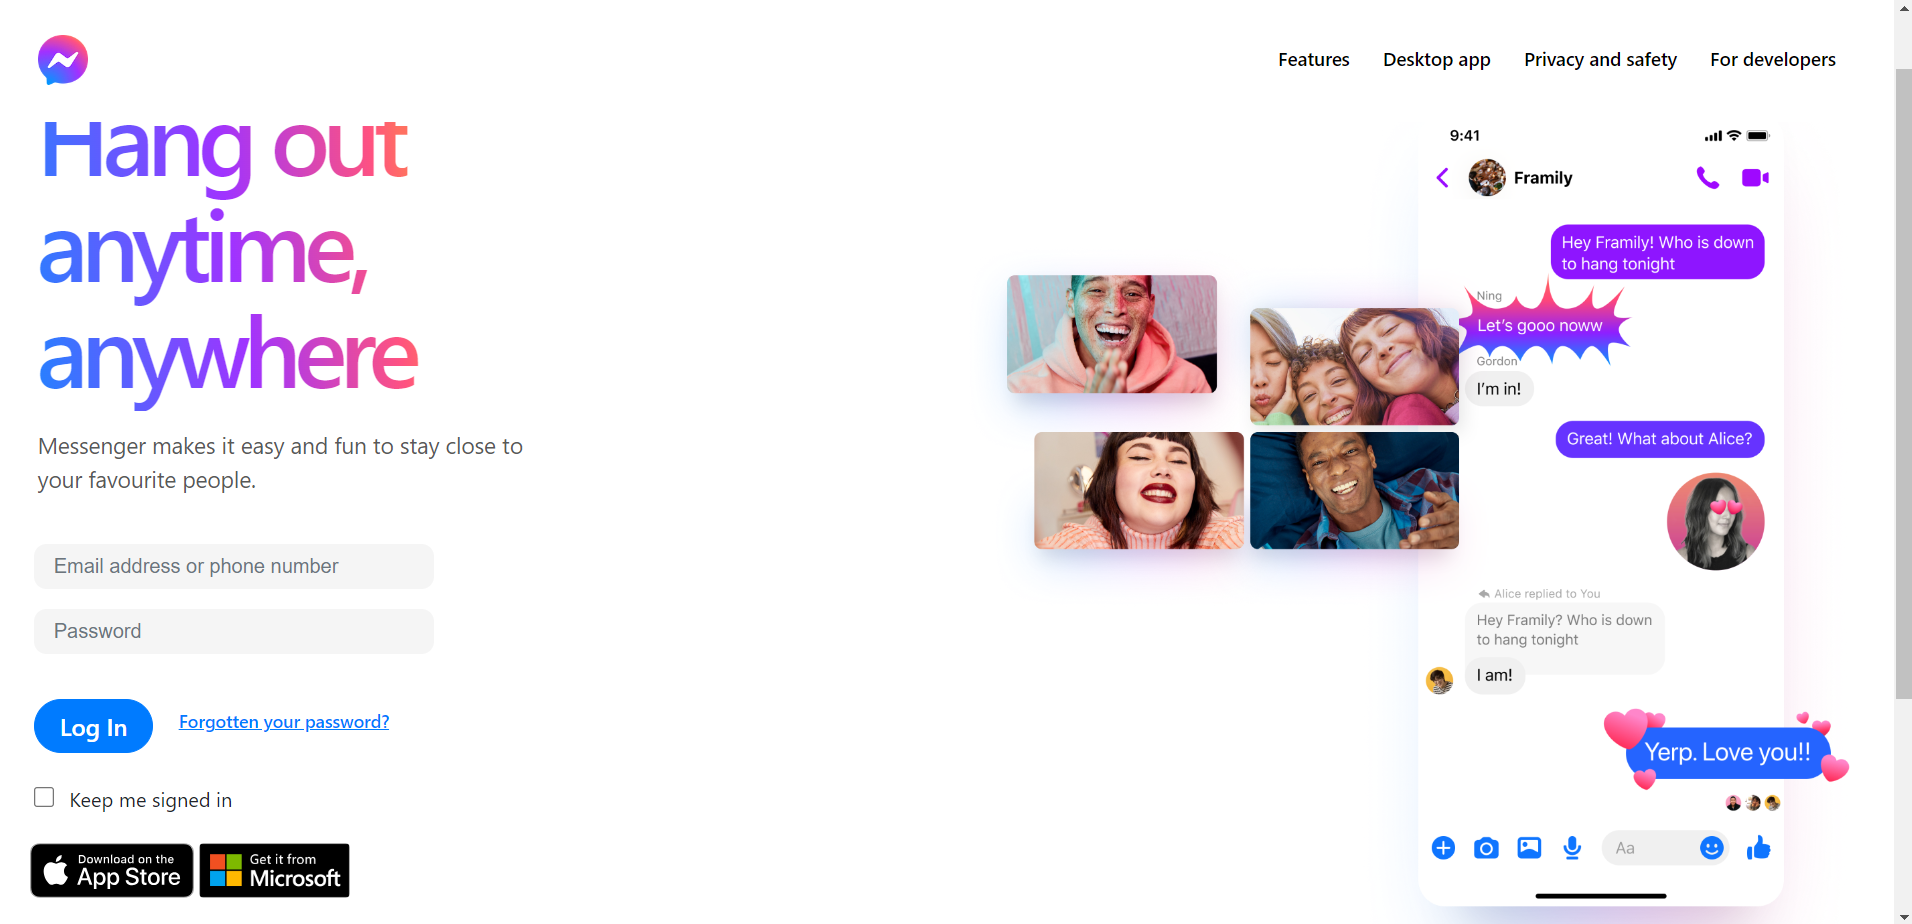 Features
Desktop app
Privacy and safety
For developers
Hang out
anytime,
anywhere
Messenger makes it easy and fun to stay close to
your favourite people.
Email address or phone number
Password
Log In
Forgotten your password?
Keep me signed in
Download on the
App Store
Get it from
Microsoft
9:41
Framily
Hey Framily! Who is down
to hang tonight
Ning
Let's gooo noww
Gordon
I'm in!
Great! What about Alice?
Alice replied to You
Hey Framily? Who is down
to hang tonight
I am!
Yerp. Love you!!
Aa